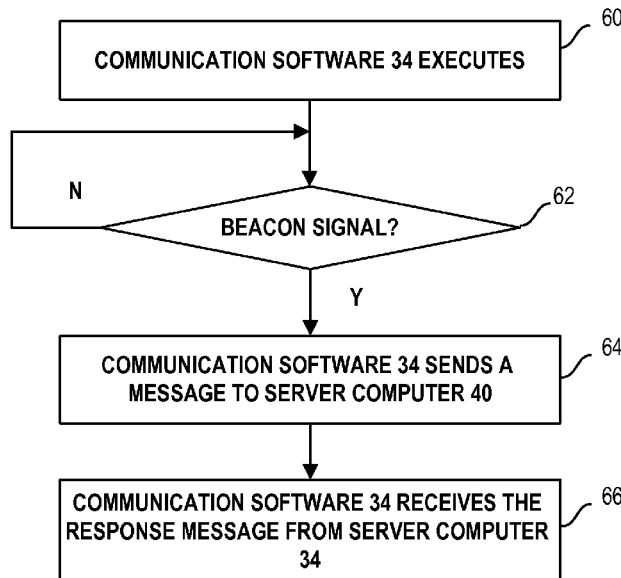 60
COMMUNICATION SOFTWARE 34 EXECUTES
N
62
BEACON SIGNAL?
Y
64
COMMUNICATION SOFTWARE 34 SENDS A
MESSAGE TO SERVER COMPUTER 40
66
COMMUNICATION SOFTWARE 34 RECEIVES THE
RESPONSE MESSAGE FROM SERVER COMPUTER
34